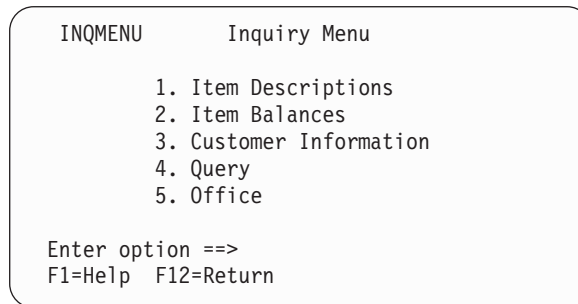 INQMENU Inquiry Menu
1. Item Descriptions
2. Item Balances
3. Customer Information
4. Query
5. Office
Enter option ==>
F1=Help F12=Return